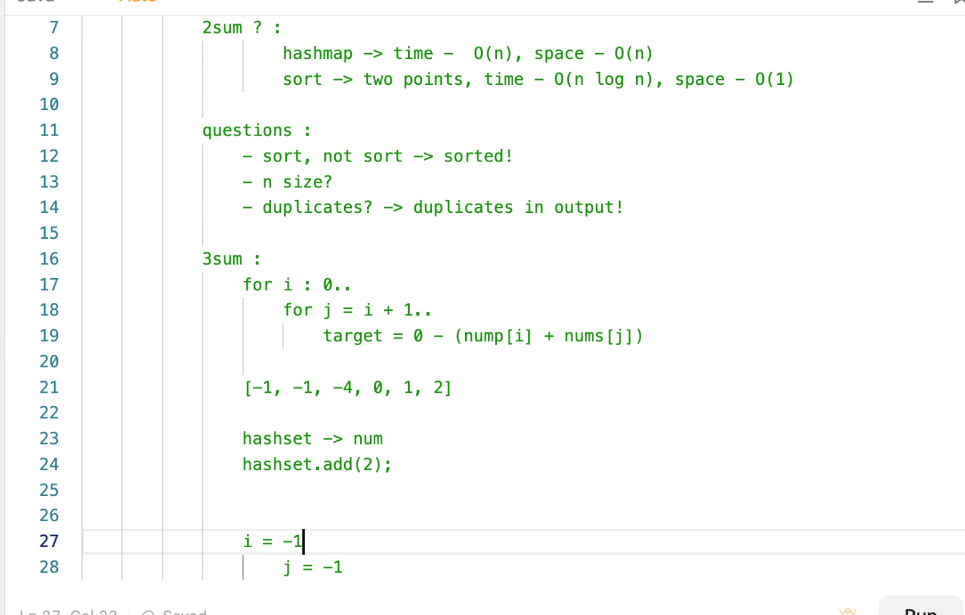 7 2sum ? :
8 hashmap -> time - O(n), space - O(n)
9 sort -> two points, time - O(n log n), space - O(1)
10
11 questions :
12 - sort, not sort -> sorted!
13 - n size?
14 - duplicates? -> duplicates in output!
15
16 3sum :
17 for i : 0..
18 for j = i + 1..
19 target = 0 - (nump[i] + nums[j])
20
21 [-1, -1, -4, 0, 1, 2]
22
23 hashset -> num
24 hashset.add(2);
25
26
27 i = -1
28 j = -1